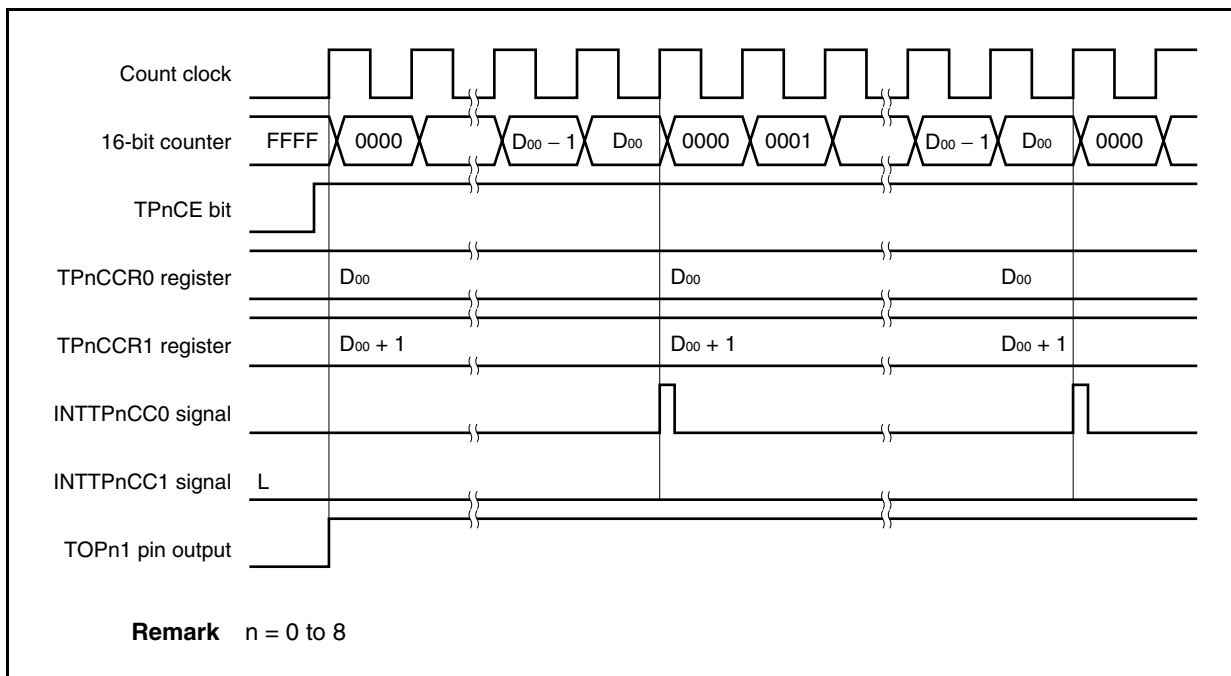 Count clock
16-bit counter FFFF 0000 D00 − 1 D00 0000 0001 D00 − 1 D00 0000
TPnCE bit
TPnCCR0 register D00 D00 D00
TPnCCR1 register D00 + 1 D00 + 1 D00 + 1
INTTPnCC0 signal
INTTPnCC1 signal L
TOPn1 pin output
Remark n = 0 to 8